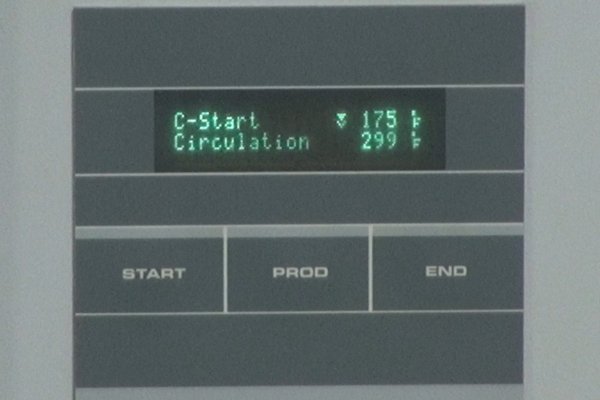 C-Start 175
Circulation 299
START PROD END